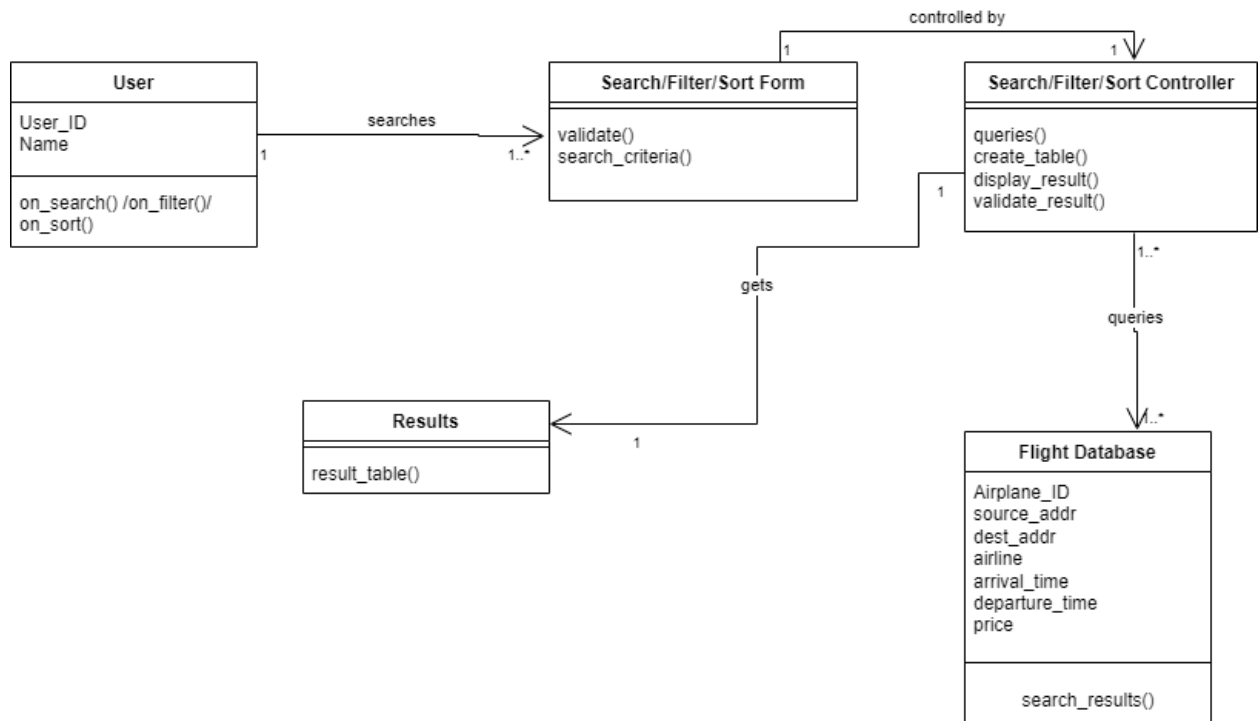 controlled by
1
1
User
User_ID
Name
on_search() /on_filter()/
on_sort()
searches
1
1..*
Search/Filter/Sort Form
validate()
search_criteria()
Search/Filter/Sort Controller
queries()
create_table()
display_result()
validate_result()
1
1..*
gets
queries
1
1..*
Results
result_table()
Flight Database
Airplane_ID
source_addr
dest_addr
airline
arrival_time
departure_time
price
search_results()